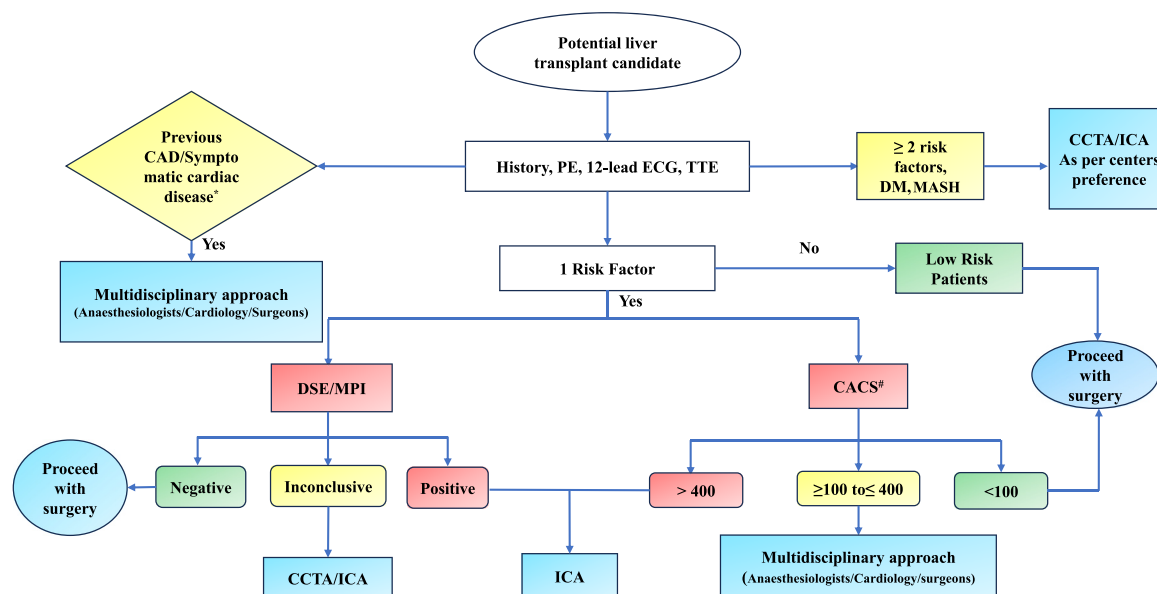 Potential liver
transplant candidate
Previous
CAD/Sympto
matic cardiac
disease*
History, PE, 12-lead ECG, TTE
≥ 2 risk
factors,
DM, MASH
CCTA/ICA
As per centers
preference
Yes
Multidisciplinary approach
(Anaesthesiologists/Cardiology/Surgeons)
1 Risk Factor
No
Low Risk
Patients
Yes
Proceed
with
surgery
DSE/MPI
CACS#
Proceed
with
surgery
Negative
Inconclusive
Positive
> 400
≥100 to≤ 400
<100
CCTA/ICA
ICA
Multidisciplinary approach
(Anaesthesiologists/Cardiology/surgeons)